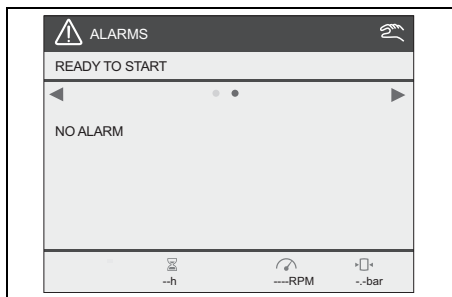 ALARMS
READY TO START
NO ALARM
--h
----RPM
-.-bar